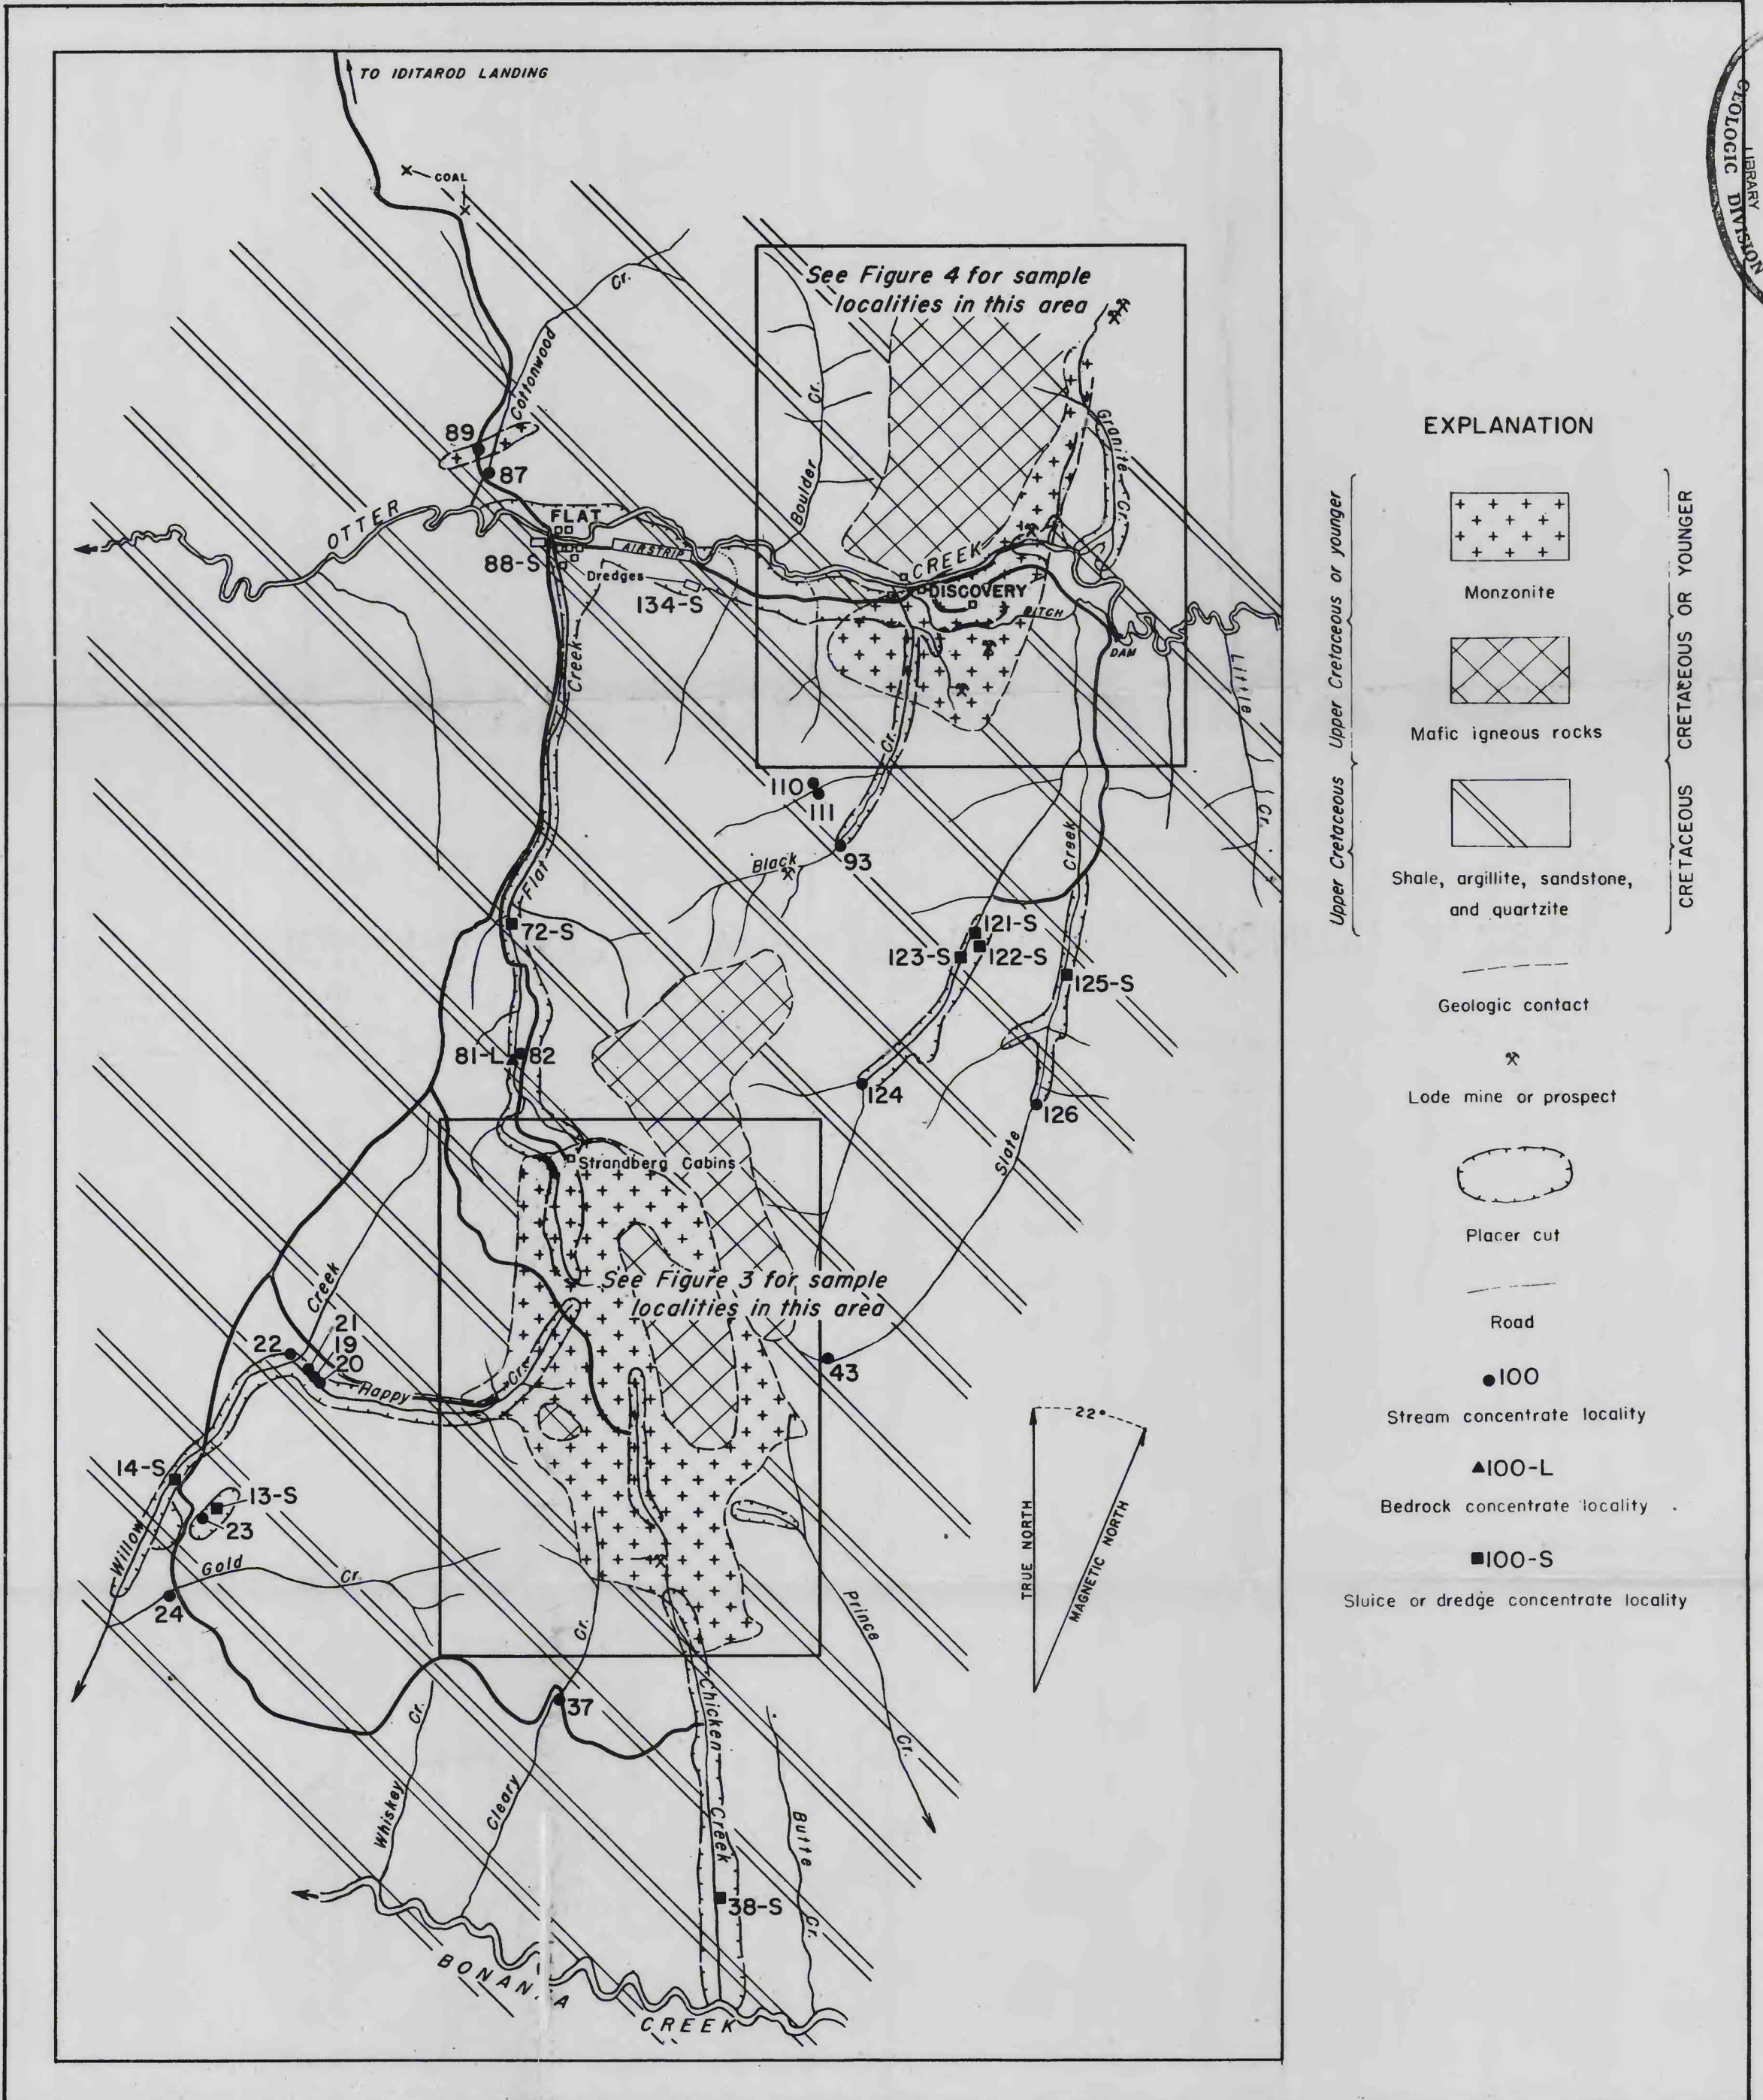 TO IDITAROD LANDING
COAL
Cr.
Cottonwood
89
87
OTTER
FLAT
AIRSTRIP
88-S
Dredges
134-S
Creek
See Figure 4 for sample
localities in this area
Cr.
Boulder
Granite Cr.
CREEK
DISCOVERY
DITCH
DAM
Little
Cr.
Cr.
110
111
93
Black
Creek
Flat
72-S
121-S
123-S
122-S
125-S
81-L
82
124
126
Slate
Strandberg Cabins
See Figure 3 for sample
localities in this area
Creek
21
22
19
20
Happy
Cr.
43
14-S
13-S
23
Willow
Gold
Cr.
24
Cr.
Prince
Cr.
37
Cr.
Whiskey
Cleary
Chicken
Creek
Butte
Cr.
38-S
CREEK
22°
TRUE NORTH
MAGNETIC NORTH
EXPLANATION
Monzonite
Mafic igneous rocks
Shale, argillite, sandstone,
and quartzite
Upper Cretaceous Upper Cretaceous or younger
CRETACEOUS CRETACEOUS OR YOUNGER
Geologic contact
Lode mine or prospect
Placer cut
Road
100
Stream concentrate locality
100-L
Bedrock concentrate locality
100-S
Sluice or dredge concentrate locality
GEOLOGIC DIVISION
LIBRARY